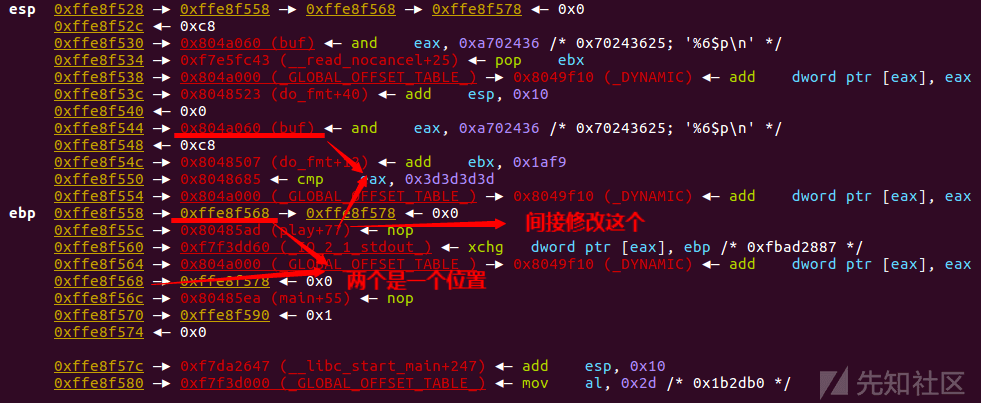 esp 0xffe8f528 —▸ 0xffe8f558 —▸ 0xffe8f568 —▸ 0xffe8f578 ◂— 0x0
0xffe8f52c ◂— 0xc8
0xffe8f530 —▸ 0x804a060 (buf) ◂— and eax, 0xa702436 /* 0x70243625; '%6$p\n' */
0xffe8f534 —▸ 0xf7e5fc43 (__read_nocancel+25) ◂— pop ebx
0xffe8f538 —▸ 0x804a000 (_GLOBAL_OFFSET_TABLE_) —▸ 0x8049f10 (_DYNAMIC) ◂— add dword ptr [eax], eax
0xffe8f53c —▸ 0x8048523 (do_fmt+40) ◂— add esp, 0x10
0xffe8f540 ◂— 0x0
0xffe8f544 —▸ 0x804a060 (buf) ◂— and eax, 0xa702436 /* 0x70243625; '%6$p\n' */
0xffe8f548 ◂— 0xc8
0xffe8f54c —▸ 0x8048507 (do_fmt+12) ◂— add ebx, 0x1af9
0xffe8f550 —▸ 0x8048685 ◂— cmp eax, 0x3d3d3d3d
0xffe8f554 —▸ 0x804a000 (_GLOBAL_OFFSET_TABLE_) —▸ 0x8049f10 (_DYNAMIC) ◂— add dword ptr [eax], eax
ebp 0xffe8f558 —▸ 0xffe8f568 —▸ 0xffe8f578 ◂— 0x0
0xffe8f55c —▸ 0x80485ad (play+77) ◂— nop
间接修改这个
0xffe8f560 —▸ 0xf7f3dd60 (_IO_2_1_stdout_) ◂— xchg dword ptr [eax], ebp /* 0xfbad2887 */
0xffe8f564 —▸ 0x804a000 (_GLOBAL_OFFSET_TABLE_) —▸ 0x8049f10 (_DYNAMIC) ◂— add dword ptr [eax], eax
0xffe8f568 —▸ 0xffe8f578 ◂— 0x0
两个是一个位置
0xffe8f56c —▸ 0x80485ea (main+55) ◂— nop
0xffe8f570 —▸ 0xffe8f590 ◂— 0x1
0xffe8f574 ◂— 0x0
0xffe8f57c —▸ 0xf7da2647 (__libc_start_main+247) ◂— add esp, 0x10
0xffe8f580 —▸ 0xf7f3d000 (_GLOBAL_OFFSET_TABLE_) ◂— mov al, 0x2d /* 0x1b2db0 */
先知社区